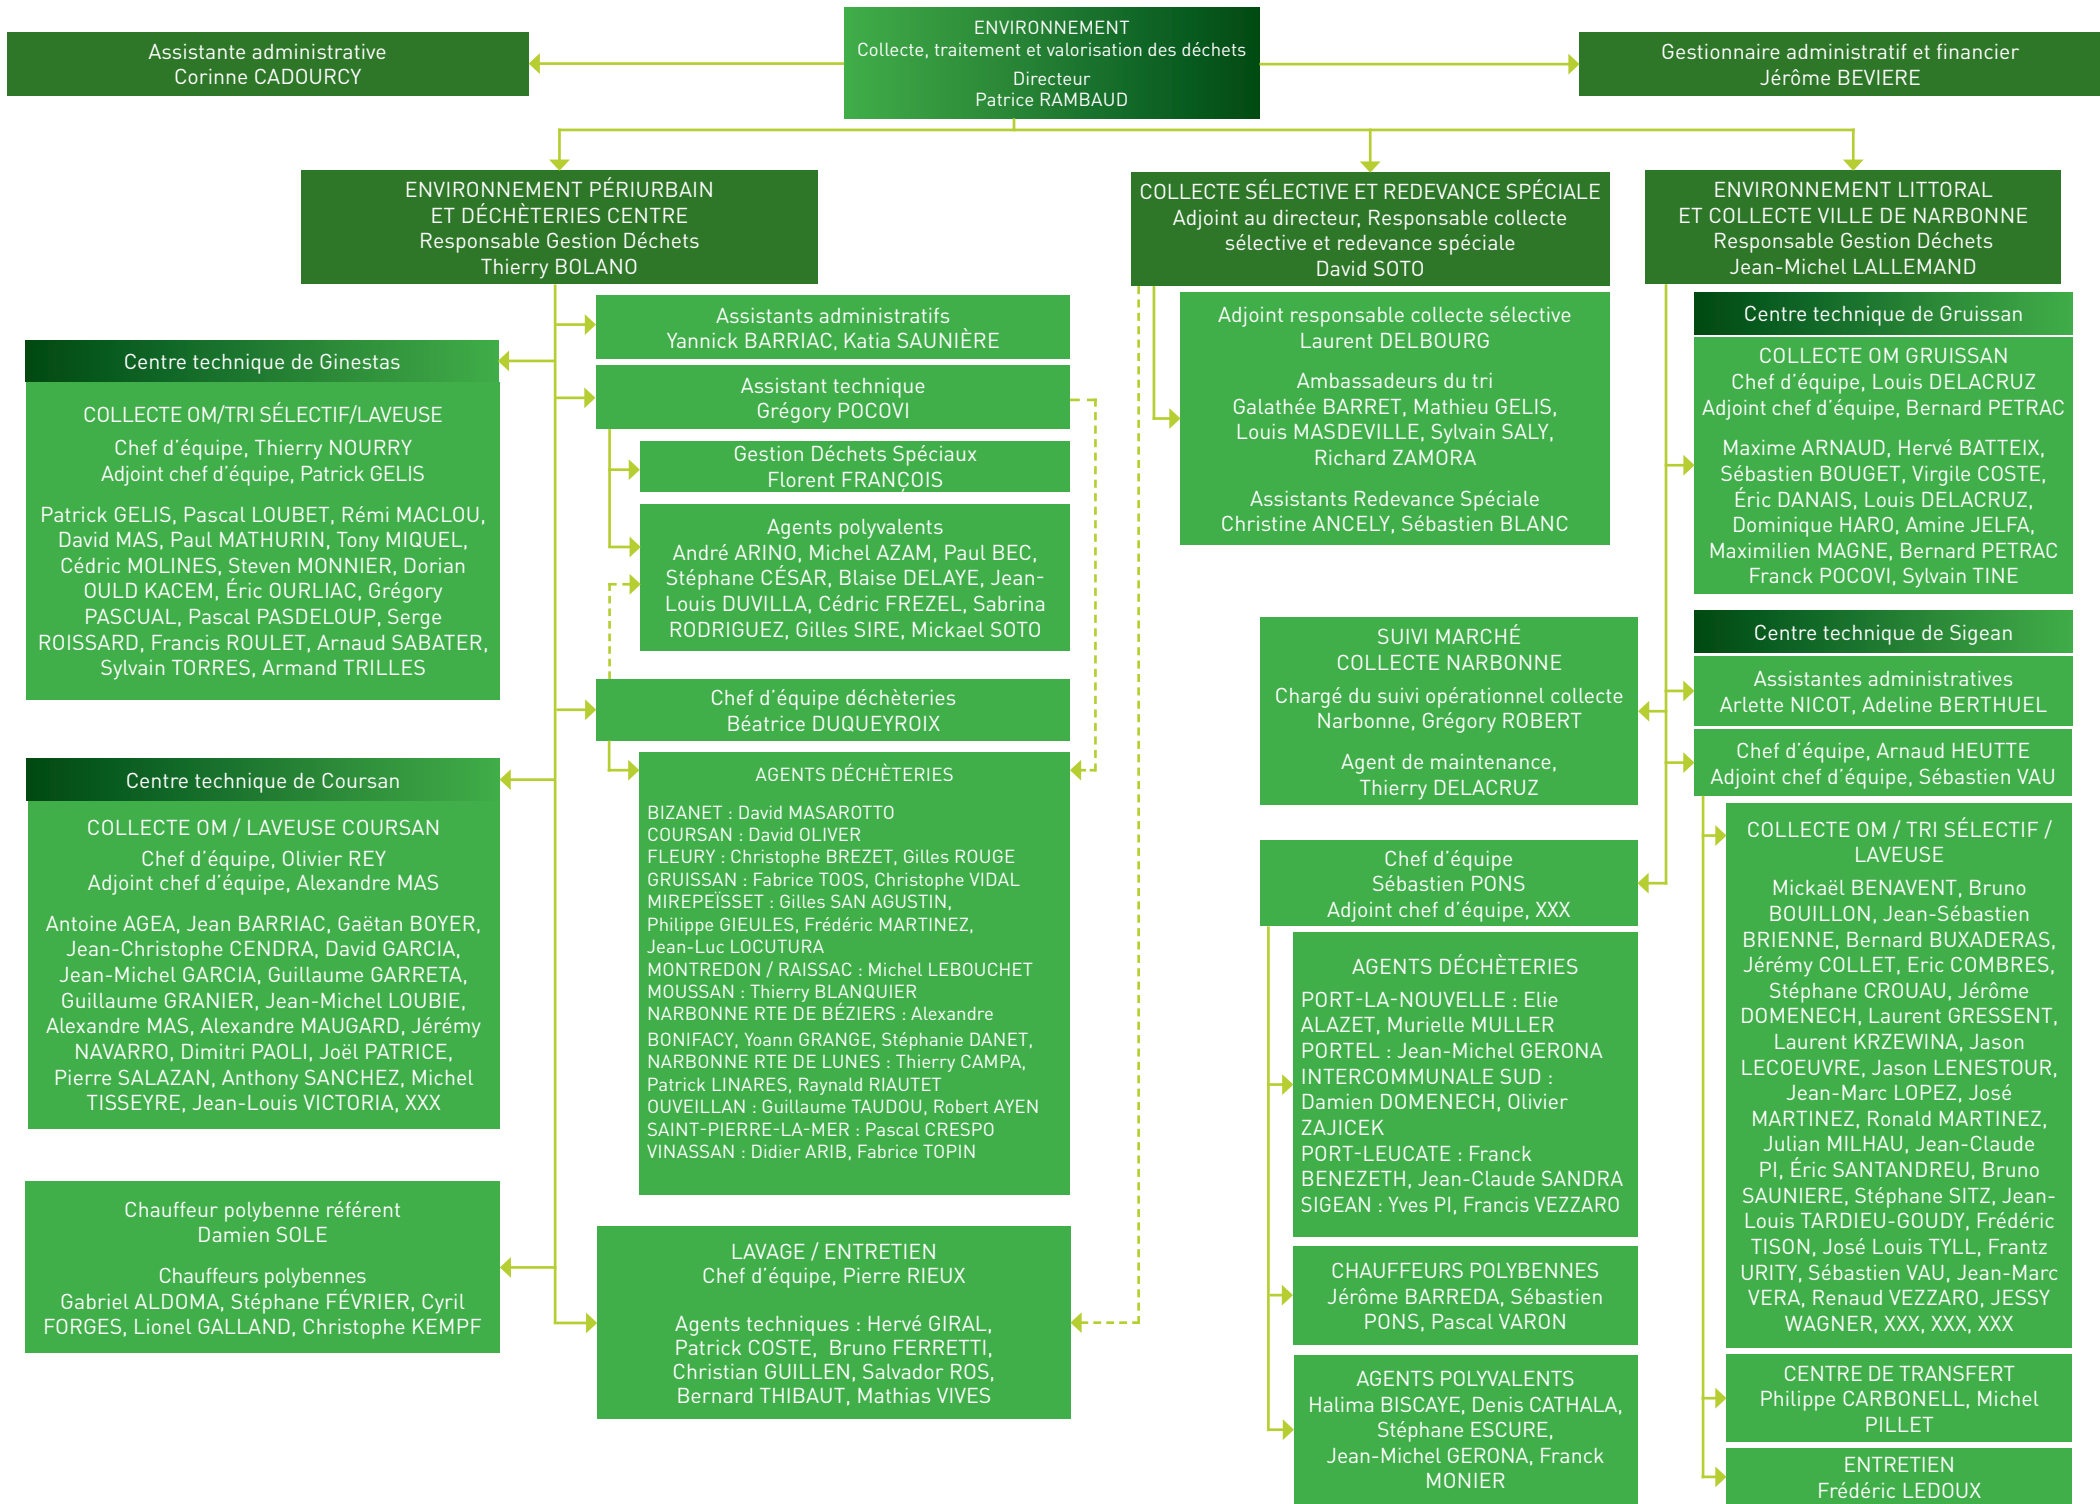 ENVIRONNEMENT
Collecte, traitement et valorisation des déchets
Directeur
Patrice RAMBAUD
Assistante administrative
Corinne CADOURCY
Gestionnaire administratif et financier
Jérôme BEVIERE
ENVIRONNEMENT PÉRIURBAIN
ET DÉCHÈTERIES CENTRE
Responsable Gestion Déchets
Thierry BOLANO
Centre technique de Ginestas
COLLECTE OM/TRI SÉLECTIF/LAVEUSE
Chef d'équipe, Thierry NOURRY
Adjoint chef d'équipe, Patrick GELIS
Patrick GELIS, Pascal LOUBET, Rémi MACLOU,
David MAS, Paul MATHURIN, Tony MIQUEL,
Cédric MOLINES, Steven MONNIER, Dorian
OULD KACEM, Éric OURLIAC, Grégory
PASCUAL, Pascal PASDELOUP, Serge
ROISSARD, Francis ROULET, Arnaud SABATER,
Sylvain TORRES, Armand TRILLES
Centre technique de Coursan
COLLECTE OM / LAVEUSE COURSAN
Chef d'équipe, Olivier REY
Adjoint chef d'équipe, Alexandre MAS
Antoine AGEA, Jean BARRIAC, Gaëtan BOYER,
Jean-Christophe CENDRA, David GARCIA,
Jean-Michel GARCIA, Guillaume GARRETA,
Guillaume GRANIER, Jean-Michel LOUBIE,
Alexandre MAS, Alexandre MAUGARD, Jérémy
NAVARRO, Dimitri PAOLI, Joël PATRICE,
Pierre SALAZAN, Anthony SANCHEZ, Michel
TISSEYRE, Jean-Louis VICTORIA, XXX
Chauffeur polybenne référent
Damien SOLE
Chauffeurs polybennes
Gabriel ALDOMA, Stéphane FÉVRIER, Cyril
FORGES, Lionel GALLAND, Christophe KEMPF
Assistants administratifs
Yannick BARRIAC, Katia SAUNIÈRE
Assistant technique
Grégory POCOVI
Gestion Déchets Spéciaux
Florent FRANÇOIS
Agents polyvalents
André ARINO, Michel AZAM, Paul BEC,
Stéphane CÉSAR, Blaise DELAYE, Jean-
Louis DUVILLA, Cédric FREZEL, Sabrina
RODRIGUEZ, Gilles SIRE, Mickael SOTO
Chef d'équipe déchèteries
Béatrice DUQUEYROIX
AGENTS DÉCHÈTERIES
BIZANET : David MASAROTTO
COURSAN : David OLIVER
FLEURY : Christophe BREZET, Gilles ROUGE
GRUISSAN : Fabrice TOOS, Christophe VIDAL
MIREPEÏSSET : Gilles SAN AGUSTIN,
Philippe GIEULES, Frédéric MARTINEZ,
Jean-Luc LOCUTURA
MONTREDON / RAISSAC : Michel LEBOUCHET
MOUSSAN : Thierry BLANQUIER
NARBONNE RTE DE BÉZIERS : Alexandre
BONIFACY, Yoann GRANGE, Stéphanie DANET,
NARBONNE RTE DE LUNES : Thierry CAMPA,
Patrick LINARES, Raynald RIAUTET
OUVEILLAN : Guillaume TAUDOU, Robert AYEN
SAINT-PIERRE-LA-MER : Pascal CRESPO
VINASSAN : Didier ARIB, Fabrice TOPIN
LAVAGE / ENTRETIEN
Chef d'équipe, Pierre RIEUX
Agents techniques : Hervé GIRAL,
Patrick COSTE, Bruno FERRETTI,
Christian GUILLEN, Salvador ROS,
Bernard THIBAUT, Mathias VIVES
COLLECTE SÉLECTIVE ET REDEVANCE SPÉCIALE
Adjoint au directeur, Responsable collecte
sélective et redevance spéciale
David SOTO
Adjoint responsable collecte sélective
Laurent DELBOURG
Ambassadeurs du tri
Galathée BARRET, Mathieu GELIS,
Louis MASDEVILLE, Sylvain SALY,
Richard ZAMORA
Assistants Redevance Spéciale
Christine ANCELY, Sébastien BLANC
ENVIRONNEMENT LITTORAL
ET COLLECTE VILLE DE NARBONNE
Responsable Gestion Déchets
Jean-Michel LALLEMAND
SUIVI MARCHÉ
COLLECTE NARBONNE
Chargé du suivi opérationnel collecte
Narbonne, Grégory ROBERT
Agent de maintenance,
Thierry DELACRUZ
Chef d'équipe
Sébastien PONS
Adjoint chef d'équipe, XXX
AGENTS DÉCHÈTERIES
PORT-LA-NOUVELLE : Elie
ALAZET, Murielle MULLER
PORTEL : Jean-Michel GERONA
INTERCOMMUNALE SUD :
Damien DOMENECH, Olivier
ZAJICEK
PORT-LEUCATE : Franck
BENEZETH, Jean-Claude SANDRA
SIGEAN : Yves PI, Francis VEZZARO
CHAUFFEURS POLYBENNES
Jérôme BARREDA, Sébastien
PONS, Pascal VARON
AGENTS POLYVALENTS
Halima BISCAYE, Denis CATHALA,
Stéphane ESCURE,
Jean-Michel GERONA, Franck
MONIER
Centre technique de Gruissan
COLLECTE OM GRUISSAN
Chef d'équipe, Louis DELACRUZ
Adjoint chef d'équipe, Bernard PETRAC
Maxime ARNAUD, Hervé BATTEIX,
Sébastien BOUGET, Virgile COSTE,
Éric DANAIS, Louis DELACRUZ,
Dominique HARO, Amine JELFA,
Maximilien MAGNE, Bernard PETRAC
Franck POCOVI, Sylvain TINE
Centre technique de Sigean
Assistantes administratives
Arlette NICOT, Adeline BERTHUEL
Chef d'équipe, Arnaud HEUTTE
Adjoint chef d'équipe, Sébastien VAU
COLLECTE OM / TRI SÉLECTIF /
LAVEUSE
Mickaël BENAVENT, Bruno
BOUILLON, Jean-Sébastien
BRIENNE, Bernard BUXADERAS,
Jérémy COLLET, Eric COMBRES,
Stéphane CROUAU, Jérôme
DOMENECH, Laurent GRESSENT,
Laurent KRZEWINA, Jason
LECOEUVRE, Jason LENESTOUR,
Jean-Marc LOPEZ, José
MARTINEZ, Ronald MARTINEZ,
Julian MILHAU, Jean-Claude
PI, Éric SANTANDREU, Bruno
SAUNIERE, Stéphane SITZ, Jean-
Louis TARDIEU-GOUDY, Frédéric
TISON, José Louis TYLL, Frantz
URITY, Sébastien VAU, Jean-Marc
VERA, Renaud VEZZARO, JESSY
WAGNER, XXX, XXX, XXX
CENTRE DE TRANSFERT
Philippe CARBONELL, Michel
PILLET
ENTRETIEN
Frédéric LEDOUX